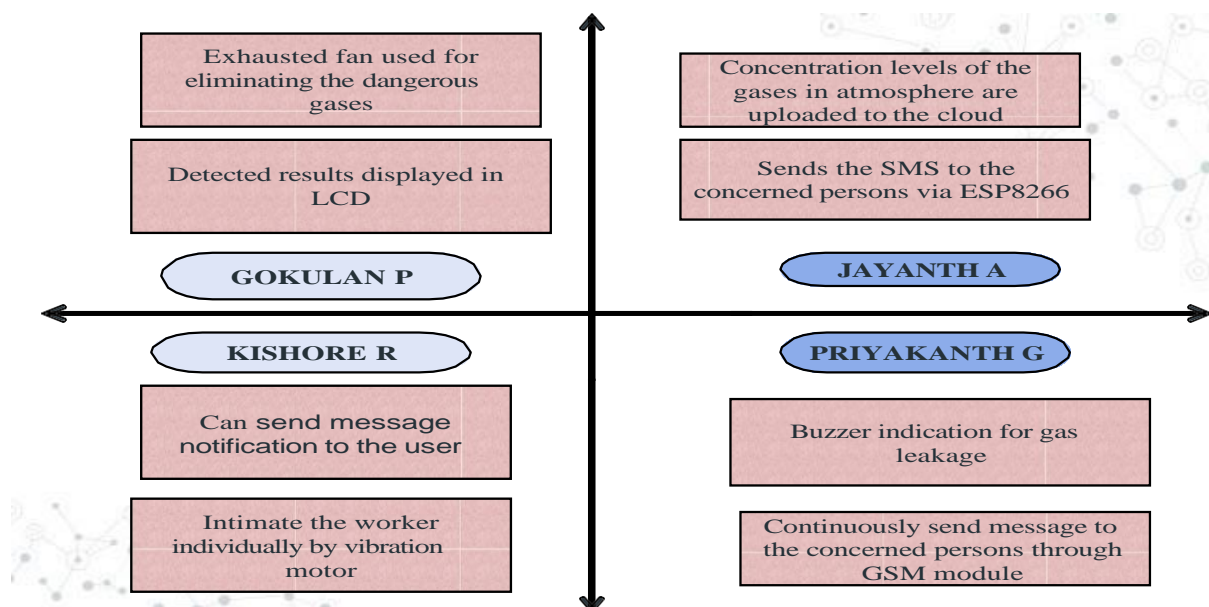 Exhausted fan used for
eliminating the dangerous
gases
Detected results displayed in
LCD
GOKULAN P
Concentration levels of the
gases in atmosphere are
uploaded to the cloud
Sends the SMS to the
concerned persons via ESP8266
JAYANTH A
KISHORE R
Can send message
notification to the user
Intimate the worker
individually by vibration
motor
PRIYAKANTH G
Buzzer indication for gas
leakage
Continuously send message to
the concerned persons through
GSM module